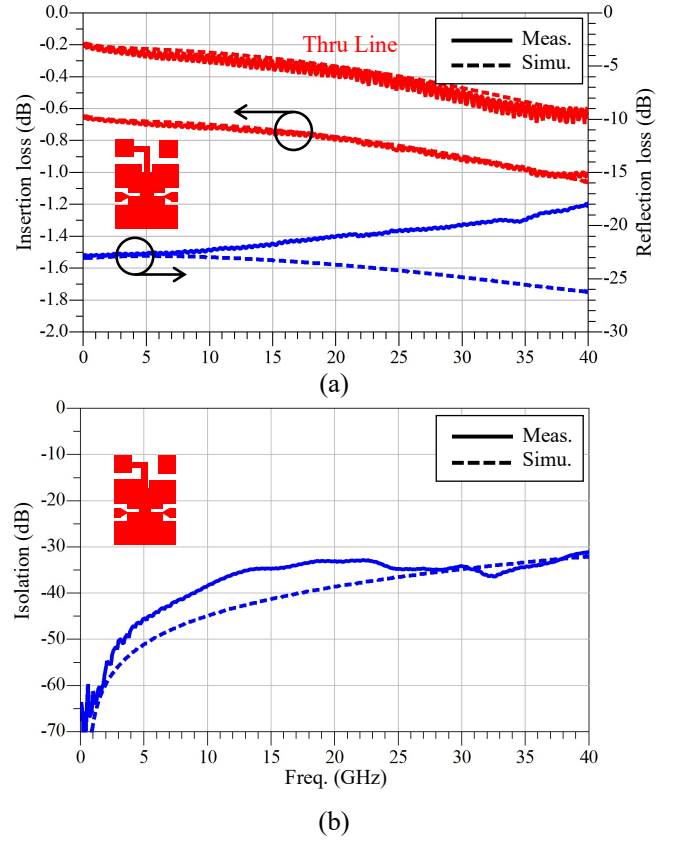 0.0
-0.2
-0.4
-0.6
-0.8
-1.0
-1.2
-1.4
-1.6
-1.8
-2.0
Insertion loss (dB)
Thru Line
Meas.
Simu.
0
-5
-10
-15
-20
-25
-30
Reflection loss (dB)
0 5 10 15 20 25 30 35 40
(a)
0
-10
-20
-30
-40
-50
-60
-70
Isolation (dB)
Meas.
Simu.
0 5 10 15 20 25 30 35 40
Freq. (GHz)
(b)